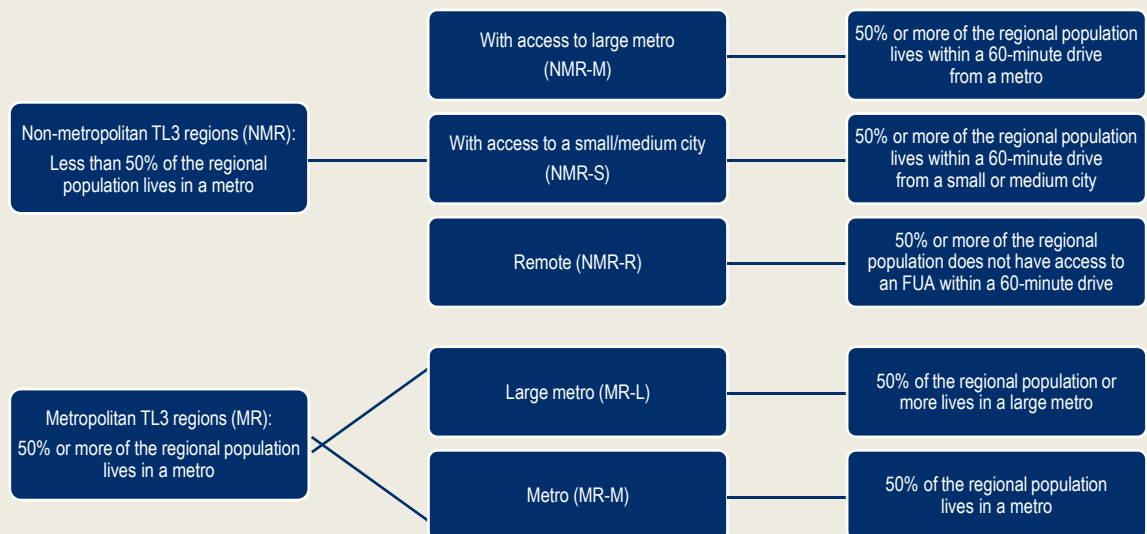 Non-metropolitan TL3 regions (NMR):
Less than 50% of the regional
population lives in a metro
With access to large metro
(NMR-M)
50% or more of the regional population
lives within a 60-minute drive
from a metro
With access to a small/medium city
(NMR-S)
50% or more of the regional population
lives within a 60-minute drive
from a small or medium city
Remote (NMR-R)
50% or more of the regional
population does not have access to
an FUA within a 60-minute drive
Metropolitan TL3 regions (MR):
50% or more of the regional population
lives in a metro
Large metro (MR-L)
50% of the regional population or
more lives in a large metro
Metro (MR-M)
50% of the regional population
lives in a metro